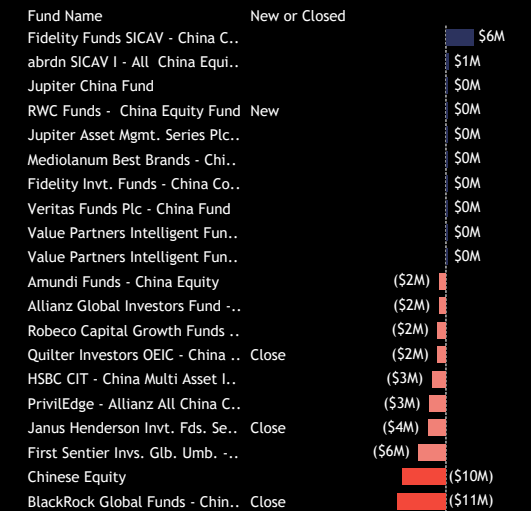 Fund Name New or Closed
Fidelity Funds SICAV - China C.. $6M
abrdn SICAV I - All China Equi.. $1M
Jupiter China Fund $0M
RWC Funds - China Equity Fund New $0M
Jupiter Asset Mgmt. Series Plc.. $0M
Mediolanum Best Brands - Chi.. $0M
Fidelity Invt. Funds - China Co.. $0M
Veritas Funds Plc - China Fund $0M
Value Partners Intelligent Fun.. $0M
Value Partners Intelligent Fun.. $0M
Amundi Funds - China Equity ($2M)
Allianz Global Investors Fund -.. ($2M)
Robeco Capital Growth Funds .. ($2M)
Quilter Investors OEIC - China .. Close ($2M)
HSBC CIT - China Multi Asset I.. ($3M)
PrivilEdge - Allianz All China C.. ($3M)
Janus Henderson Invt. Fds. Se.. Close ($4M)
First Sentier Invs. Glb. Umb. -.. ($6M)
Chinese Equity ($10M)
BlackRock Global Funds - Chin.. Close ($11M)